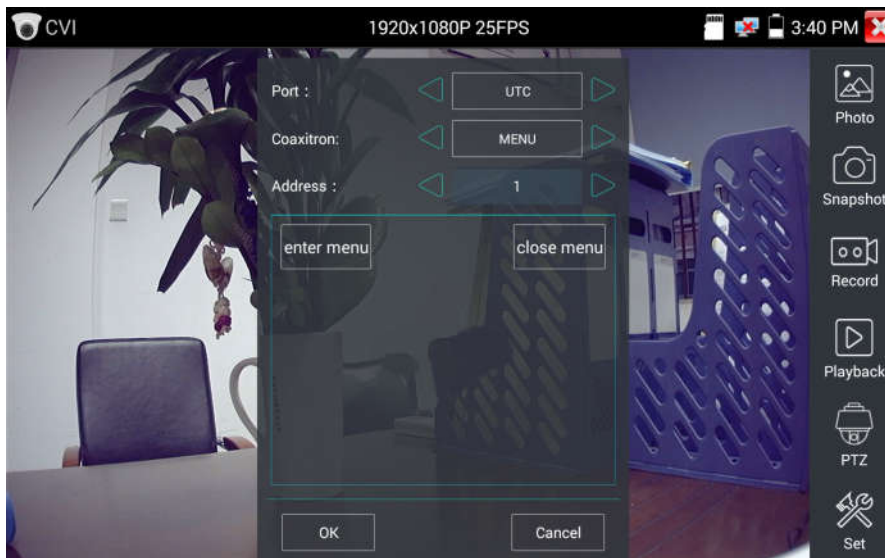 CVI 1920x1080P 25FPS 3:40 PM
Port : UTC
Coaxitron: MENU
Address : 1
enter menu close menu
OK Cancel
Photo
Snapshot
Record
Playback
PTZ
Set